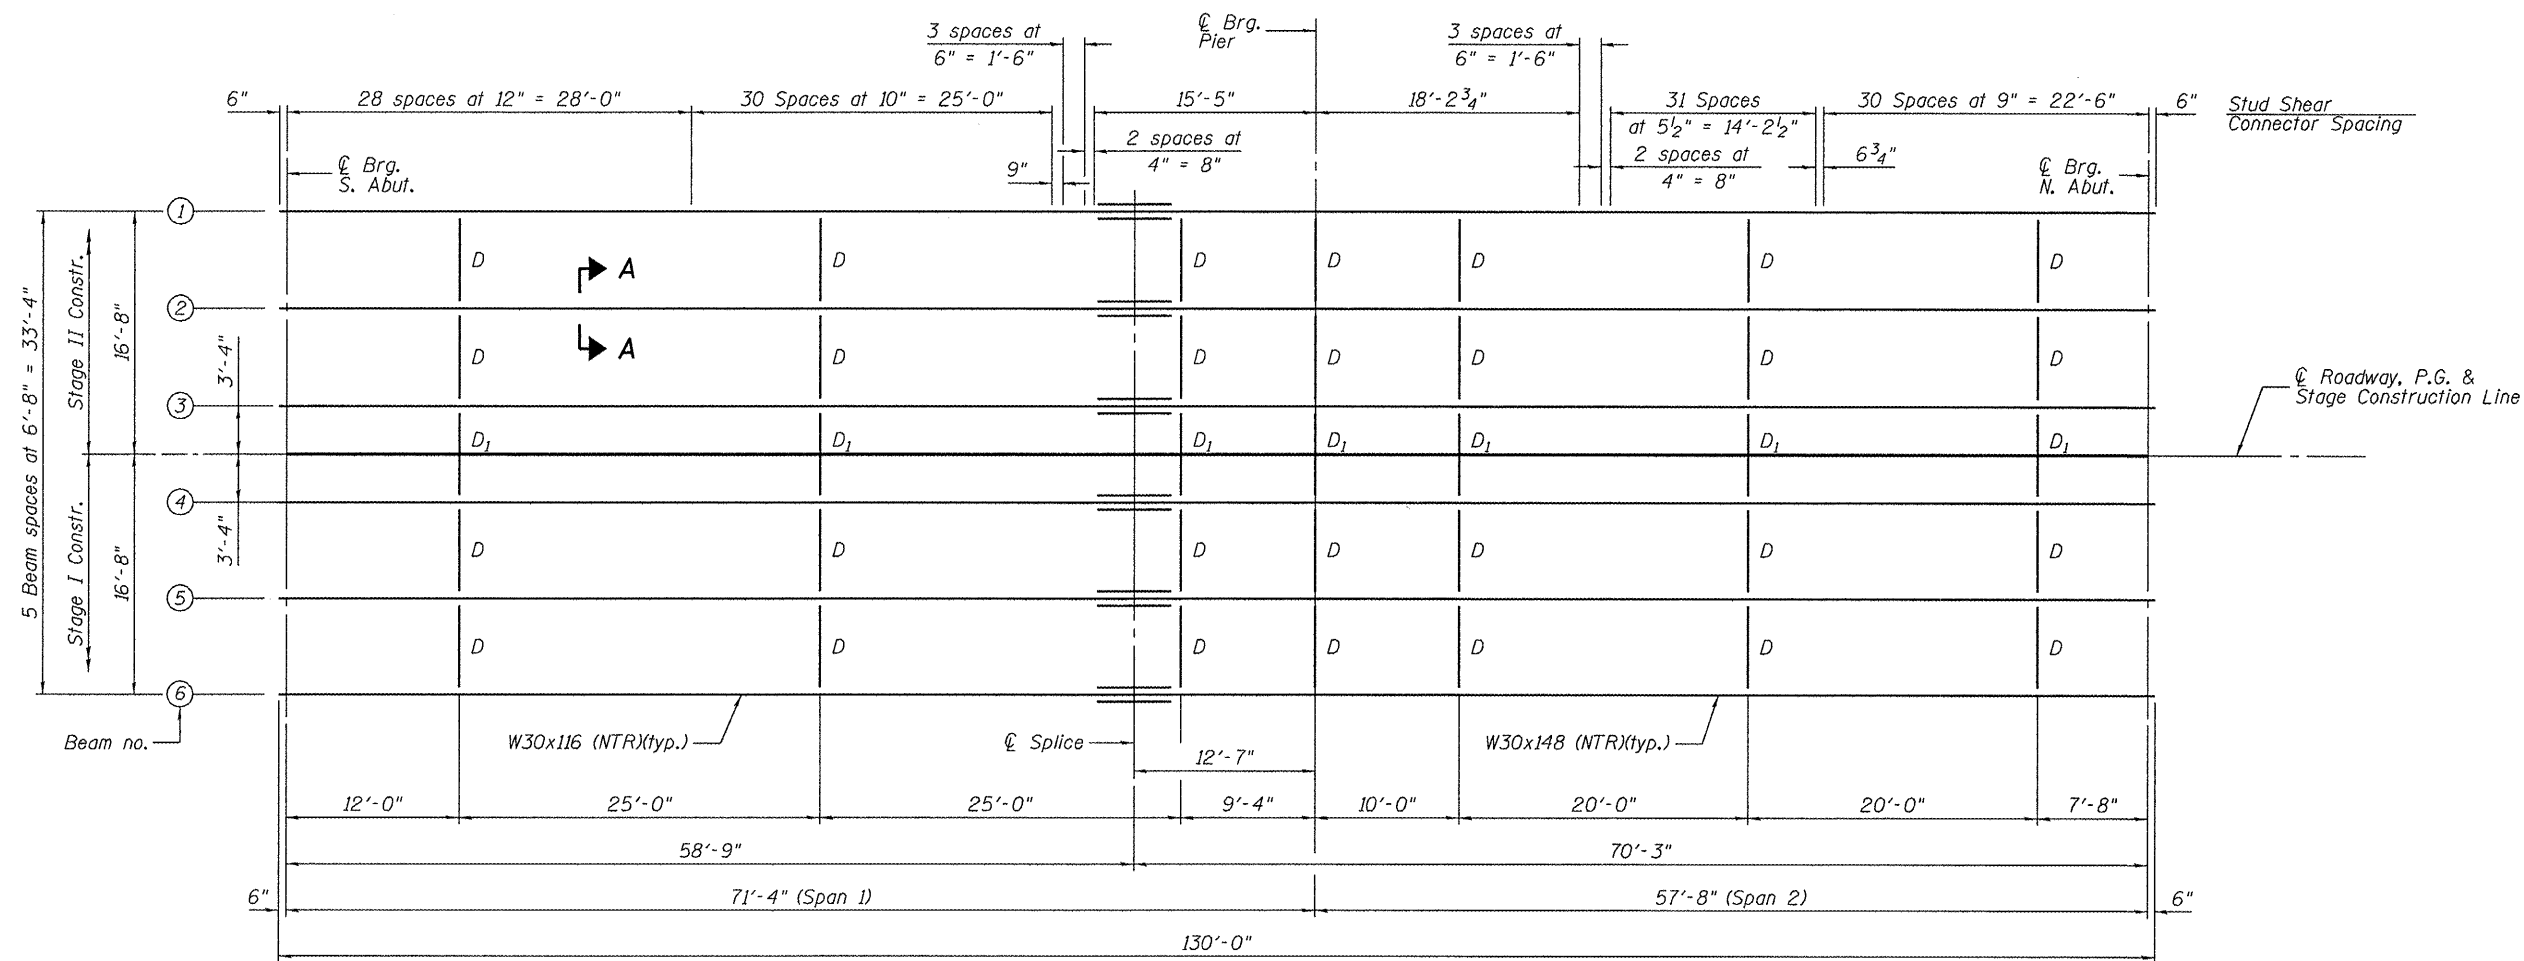 ℄ Brg.
Pier
3 spaces at
6" = 1'-6"
3 spaces at
6" = 1'-6"
6"
28 spaces at 12" = 28'-0"
30 Spaces at 10" = 25'-0"
15'-5"
18'-2¾"
31 Spaces
at 5½" = 14'-2½"
30 Spaces at 9" = 22'-6"
6"
Stud Shear
Connector Spacing
2 spaces at
4" = 8"
9"
2 spaces at
4" = 8"
6¾"
℄ Brg.
S. Abut.
℄ Brg.
N. Abut.
1
2
3
4
5
6
5 Beam spaces at 6'-8" = 33'-4"
Stage II Constr.
Stage I Constr.
16'-8"
16'-8"
3'-4"
3'-4"
D D D D D D D
A
A
D D D D D D D
D₁ D₁ D₁ D₁ D₁ D₁ D₁
D D D D D D D
D D D D D D D
℄ Roadway, P.G. &
Stage Construction Line
Beam no.
W30x116 (NTR)(typ.)
℄ Splice
W30x148 (NTR)(typ.)
12'-7"
12'-0"
25'-0"
25'-0"
9'-4"
10'-0"
20'-0"
20'-0"
7'-8"
58'-9"
70'-3"
6"
71'-4" (Span 1)
57'-8" (Span 2)
6"
130'-0"